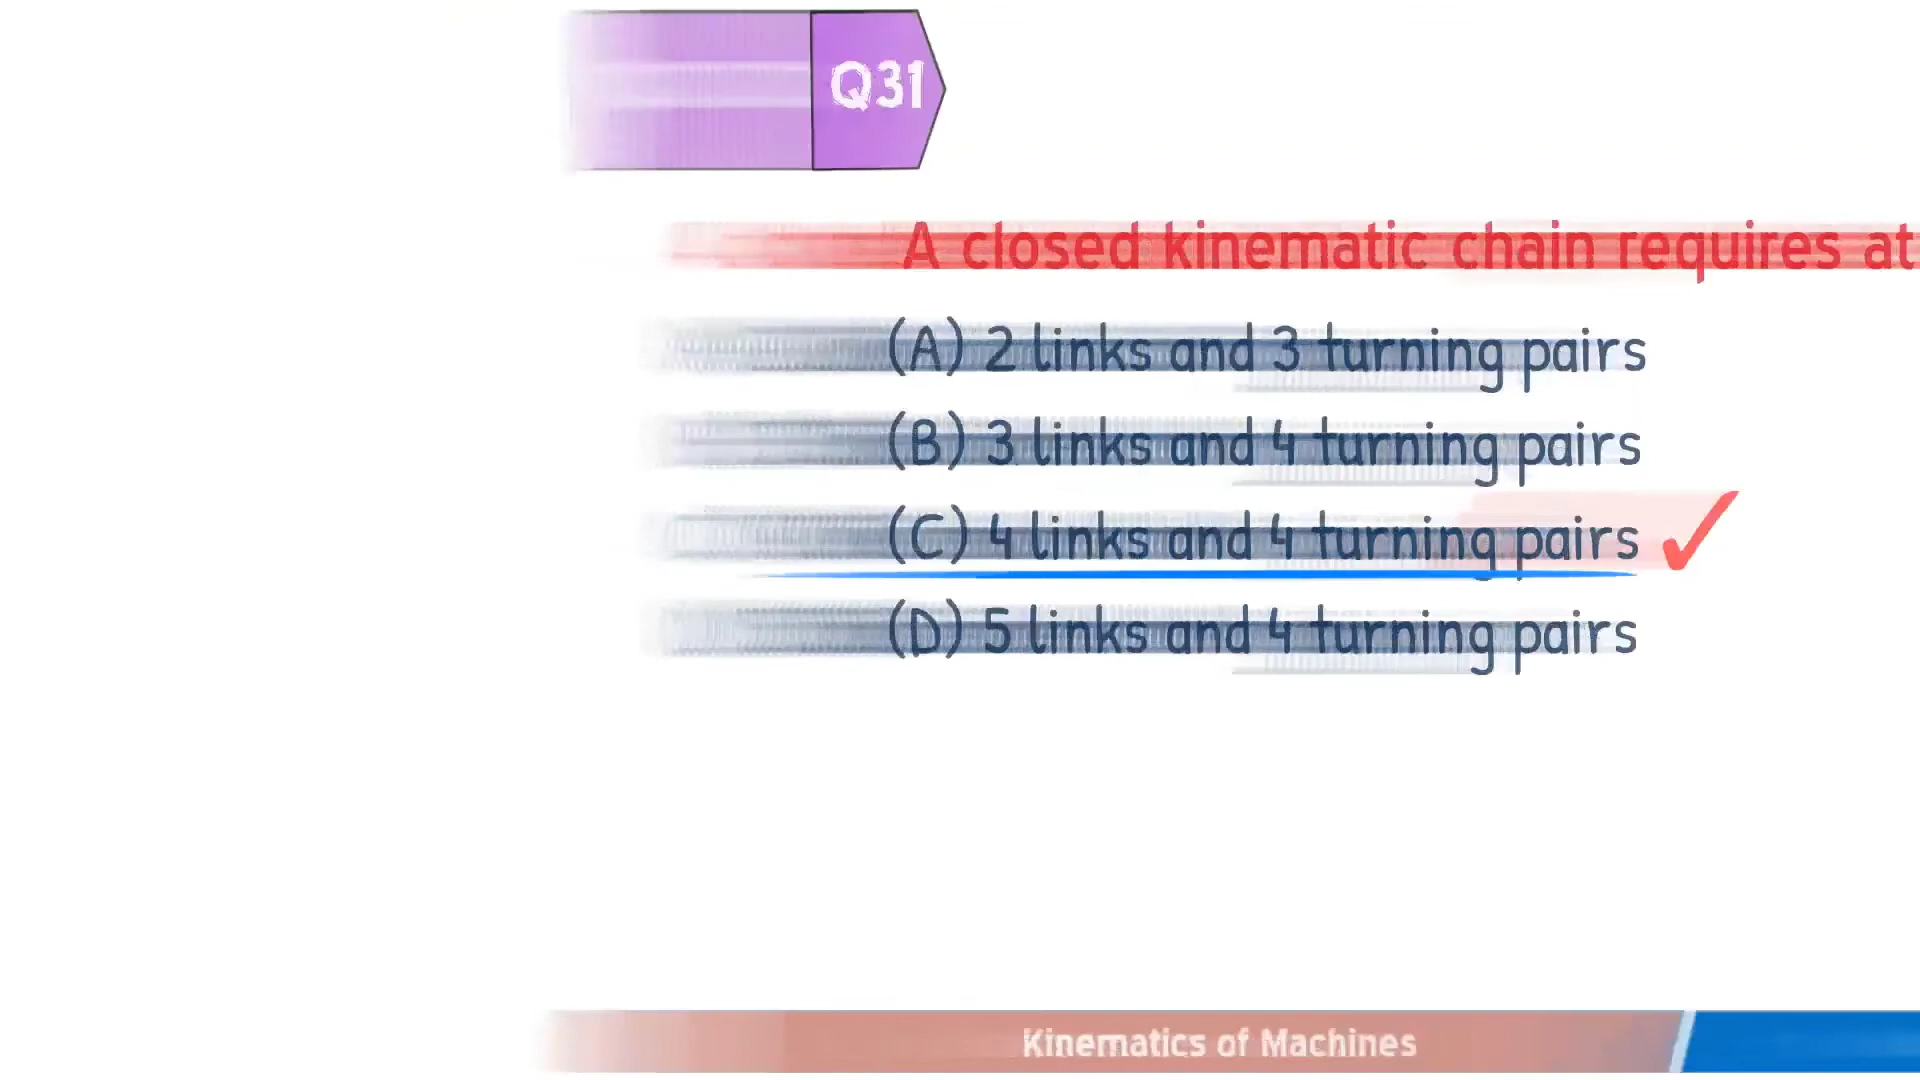 Q31
A closed kinematic chain requires at
(A) 2 links and 3 turning pairs
(B) 3 links and 4 turning pairs
(C) 4 links and 4 turning pairs
(D) 5 links and 4 turning pairs
Kinematics of Machines